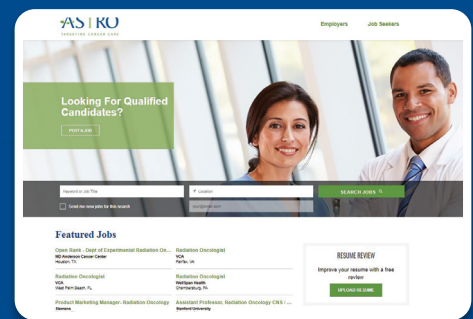 ASTRO
TARGETING CANCER CARE
Employers
Job Seekers
Looking For Qualified
Candidates?
POST A JOB
Keyword or Job Title
Location
SEARCH JOBS
Send me new jobs for this search
Featured Jobs
Open Rank - Dept of Experimental Radiation On...
MD Anderson Cancer Center
Houston, TX
Radiation Oncologist
VCA
Fairfax, VA
Radiation Oncologist
VCA
West Palm Beach, FL
Radiation Oncologist
WellSpan Health
Chambersburg, PA
Product Marketing Manager- Radiation Oncology
Siemens
Assistant Professor, Radiation Oncology CNS / ...
Stanford University
RESUME REVIEW
Improve your resume with a free
review
UPLOAD RESUME